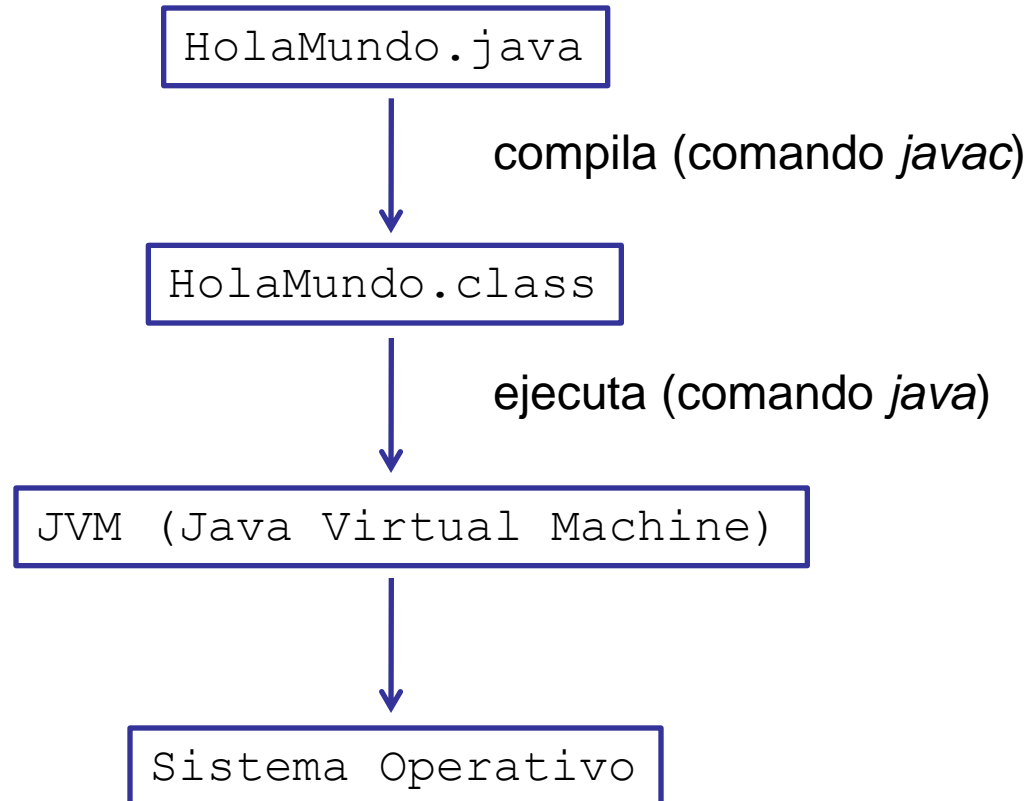 HolaMundo.java
compila (comando javac)
HolaMundo.class
ejecuta (comando java)
JVM (Java Virtual Machine)
Sistema Operativo